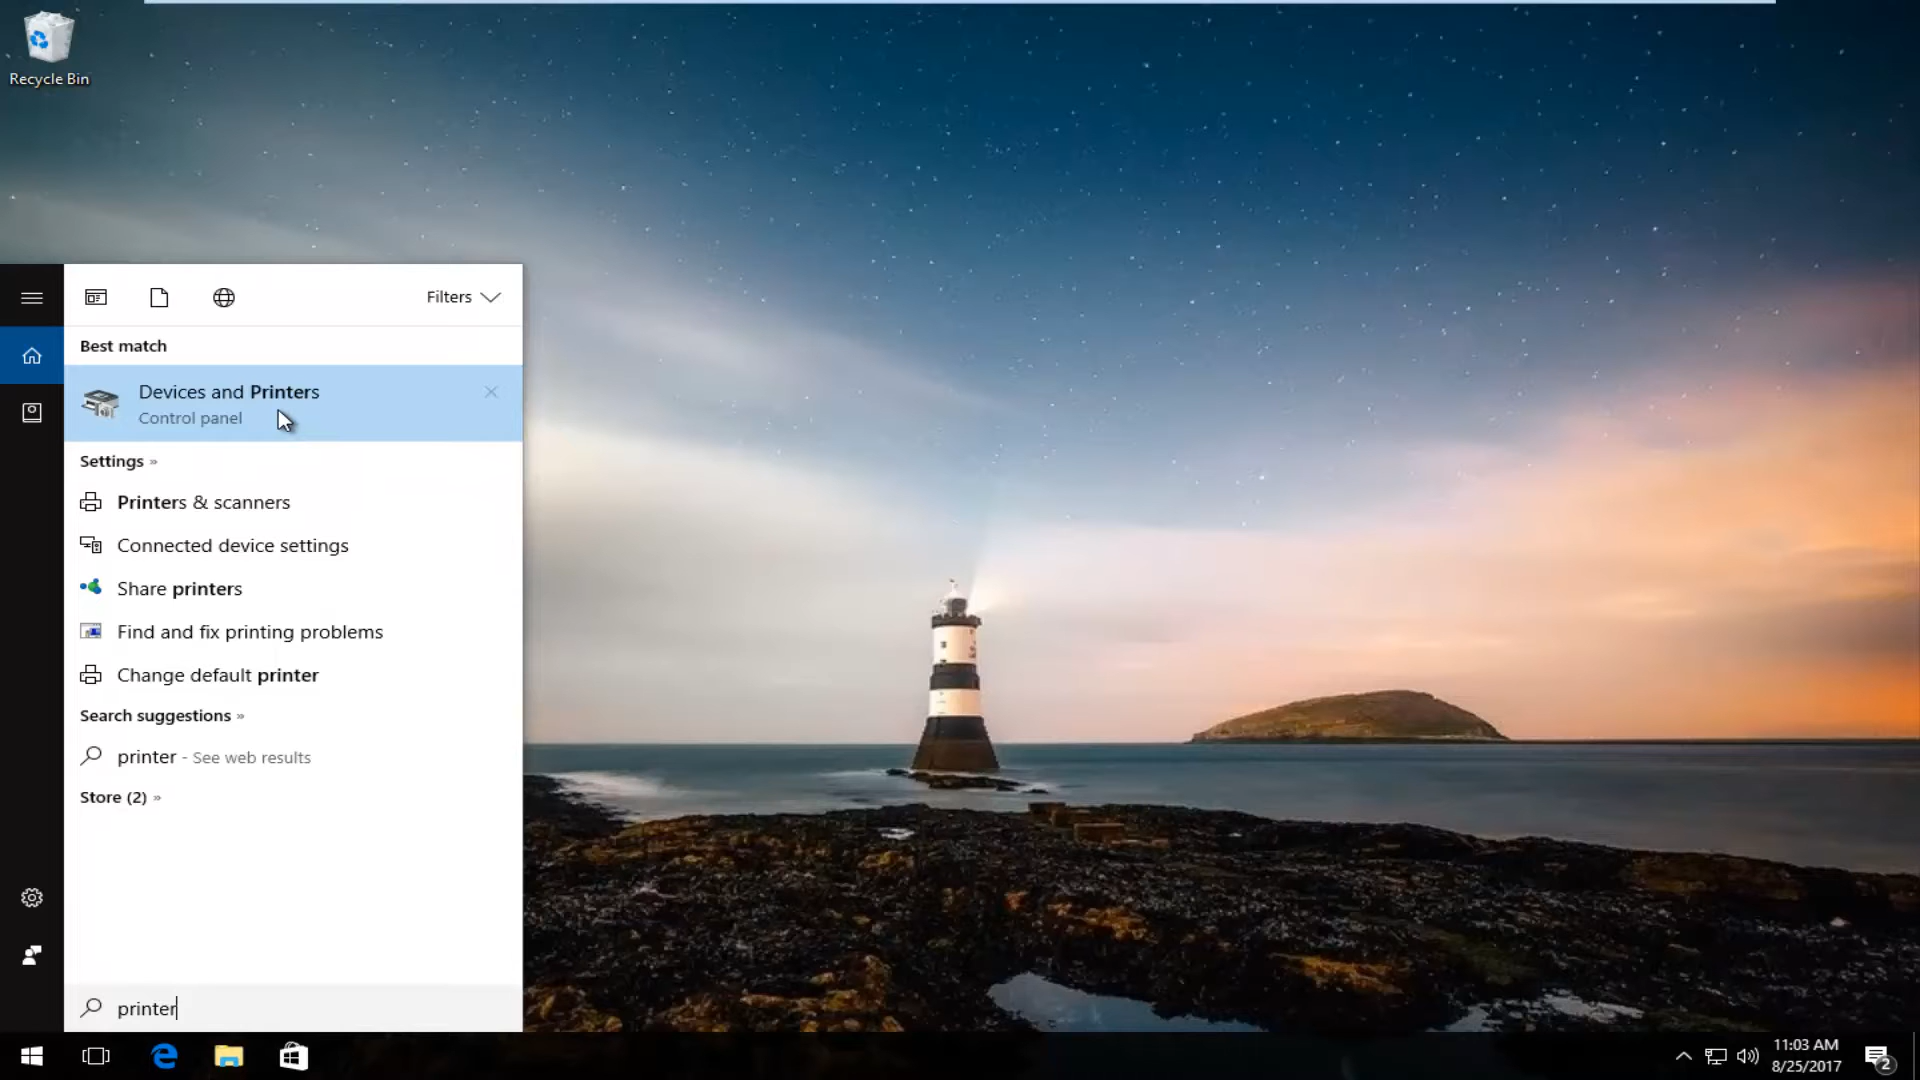 Recycle Bin
Filters
Best match
Devices and Printers
Control panel
Settings »
Printers & scanners
Connected device settings
Share printers
Find and fix printing problems
Change default printer
Search suggestions »
printer - See web results
Store (2) »
printer
11:03 AM
8/25/2017
2